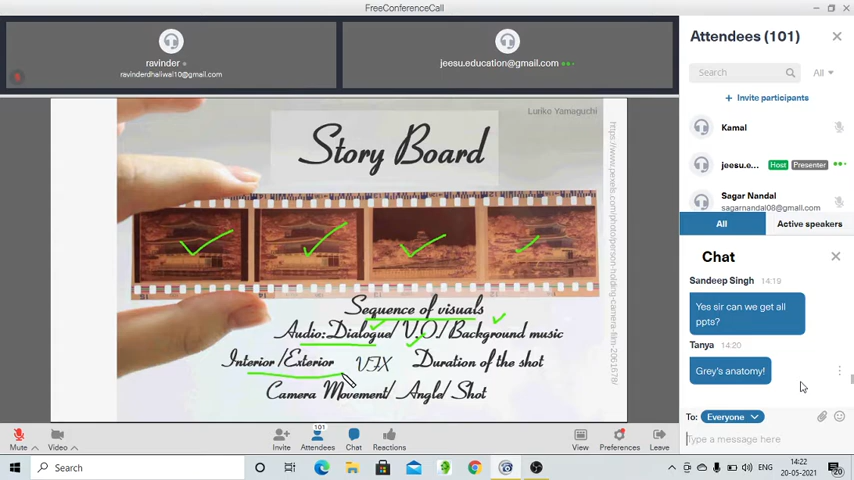 FreeConferenceCall
ravinder
ravinderdhaliwal10@gmail.com
jeesu.education@gmail.com
Luriko Yamaguchi
Story Board
Sequence of visuals
Audio:Dialogue/ V.O./ Background music
Interior /Exterior VFX Duration of the shot
Camera Movement/ Angle/ Shot
Attendees (101)
Search
All
+ Invite participants
Kamal
jeesu.e... Host Presenter
Sagar Nandal
sagarnandal08@gmail.com
All Active speakers
Chat
Sandeep Singh 14:19
Yes sir can we get all
ppts?
Tanya 14:20
Grey's anatomy!
To: Everyone
Type a message here
Mute Video Invite 101 Attendees Chat Reactions View Preferences Leave
Search
ENG
14:22
20-05-2021
20